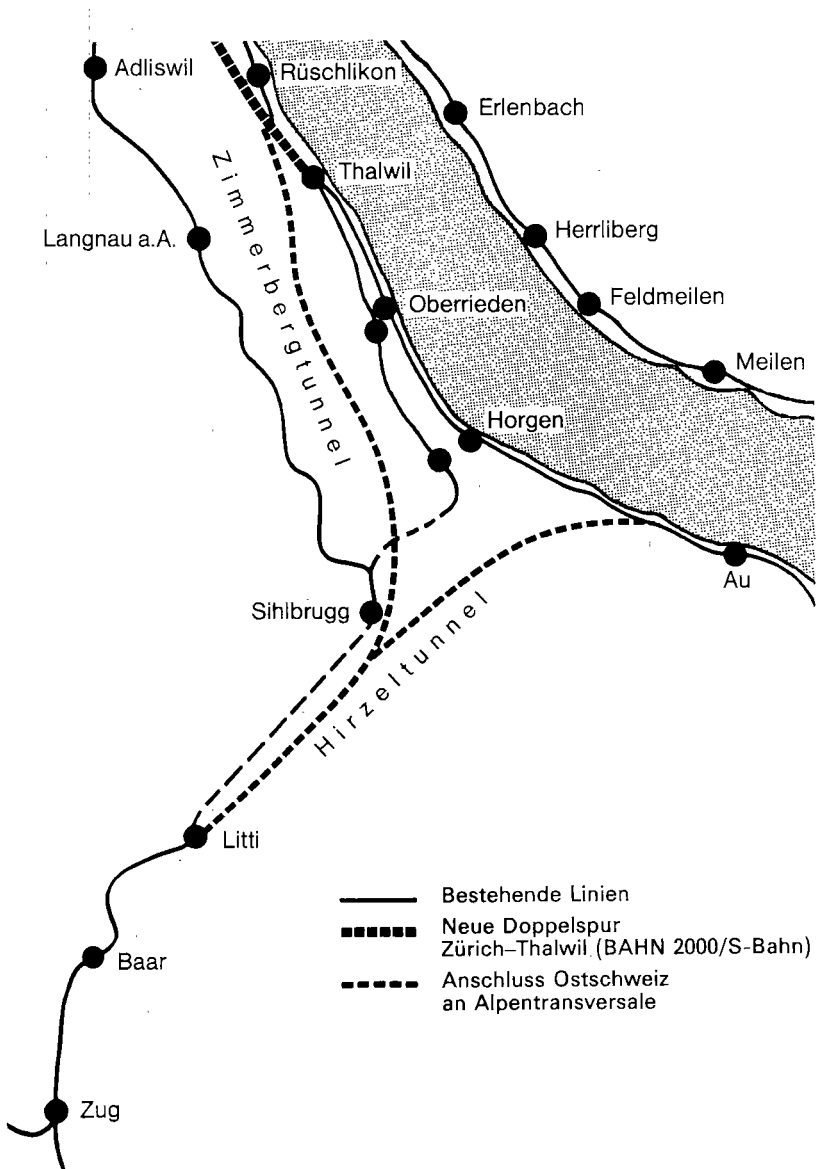 Adliswil
Rüschlikon
Erlenbach
Thalwil
Zimmerbergtunnel
Langnau a.A.
Herrliberg
Oberrieden
Feldmeilen
Meilen
Horgen
Au
Sihlbrugg
Hirzeltunnel
Litti
Bestehende Linien
Neue Doppelspur
Zürich–Thalwil (BAHN 2000/S-Bahn)
Baar
Anschluss Ostschweiz
an Alpentransversale
Zug